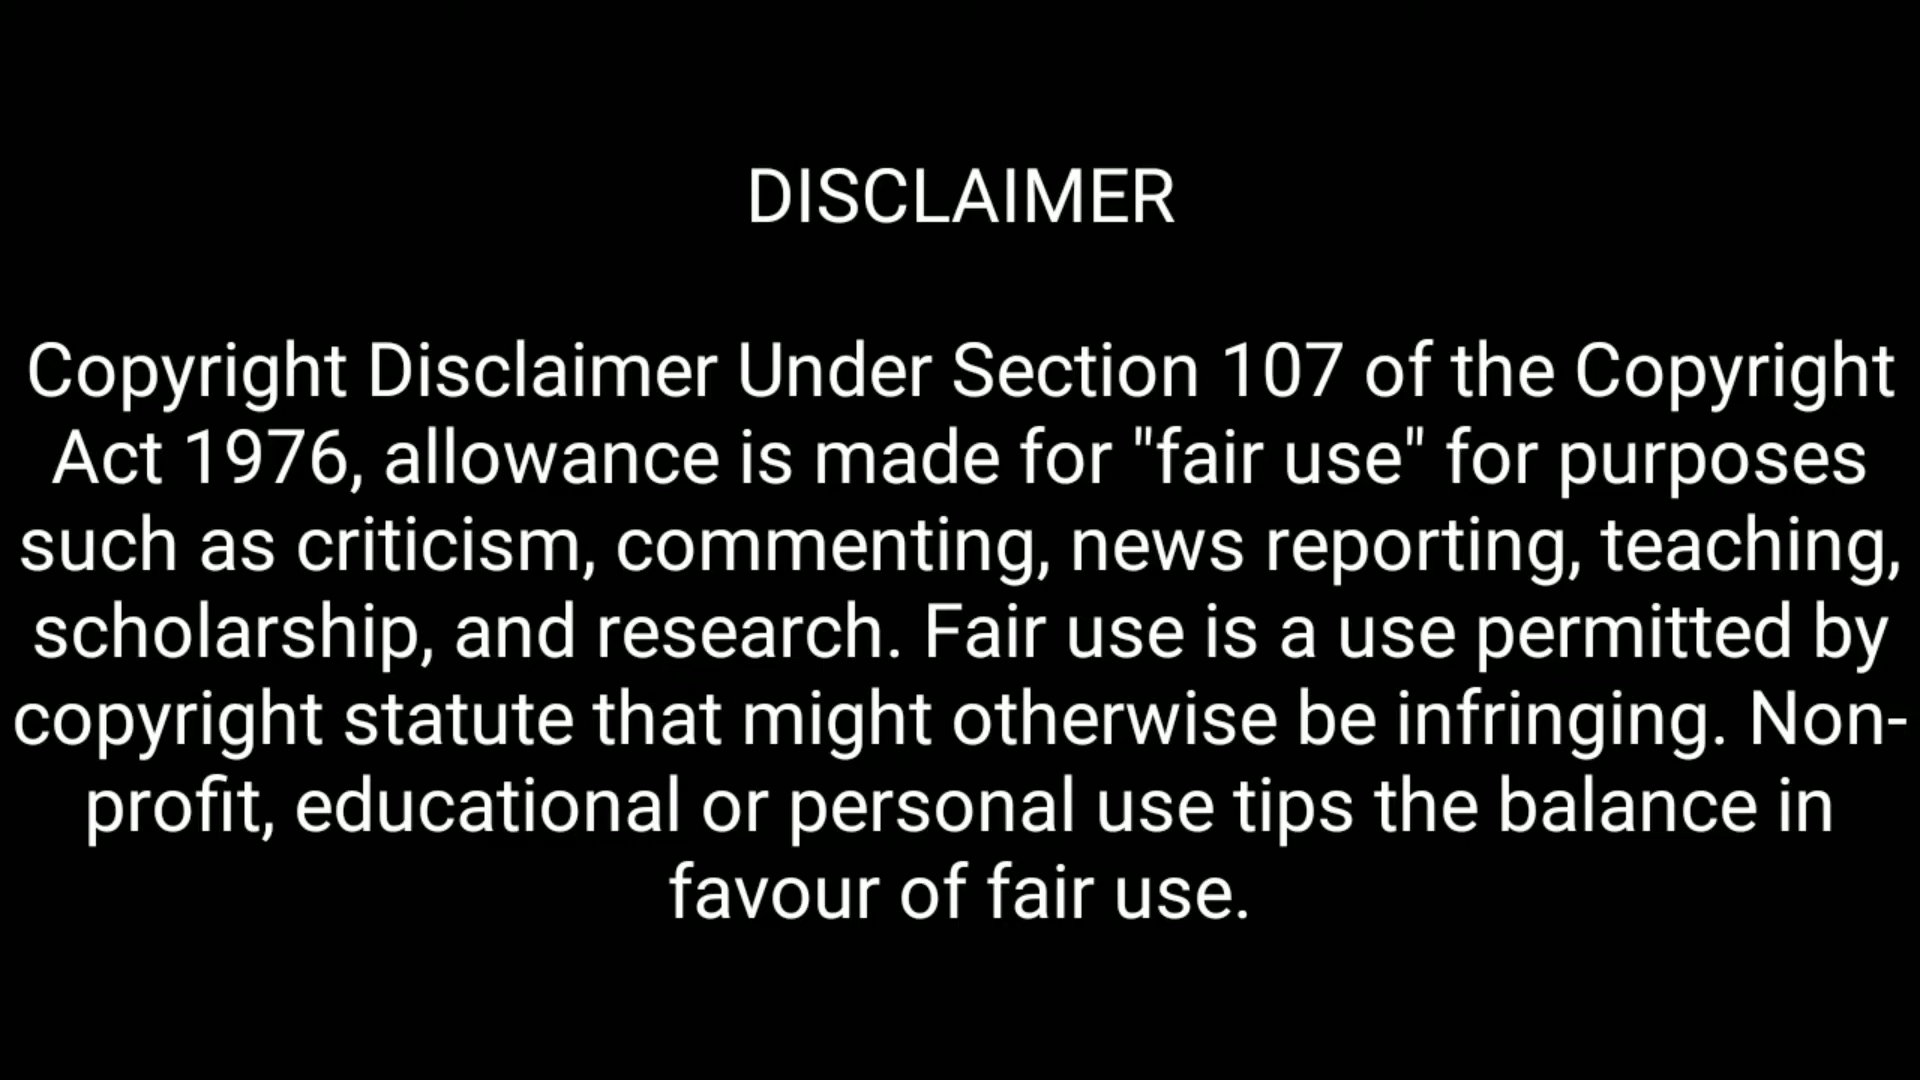 DISCLAIMER
Copyright Disclaimer Under Section 107 of the Copyright
Act 1976, allowance is made for "fair use" for purposes
such as criticism, commenting, news reporting, teaching,
scholarship, and research. Fair use is a use permitted by
copyright statute that might otherwise be infringing. Non-
profit, educational or personal use tips the balance in
favour of fair use.